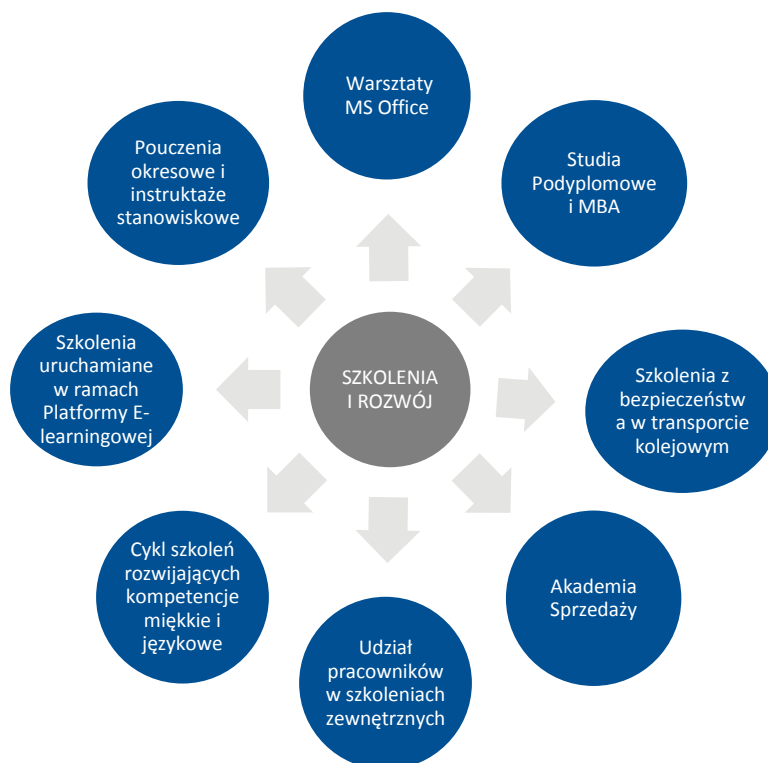 Warsztaty
MS Office
Studia
Podyplomowe
i MBA
Szkolenia z
bezpieczeństw
a w transporcie
kolejowym
Akademia
Sprzedaży
Udział
pracowników
w szkoleniach
zewnętrznych
Cykl szkoleń
rozwijających
kompetencje
miękkie i
językowe
Szkolenia
uruchamiane
w ramach
Platformy E-
learningowej
Pouczenia
okresowe i
instruktaże
stanowiskowe
SZKOLENIA
I ROZWÓJ